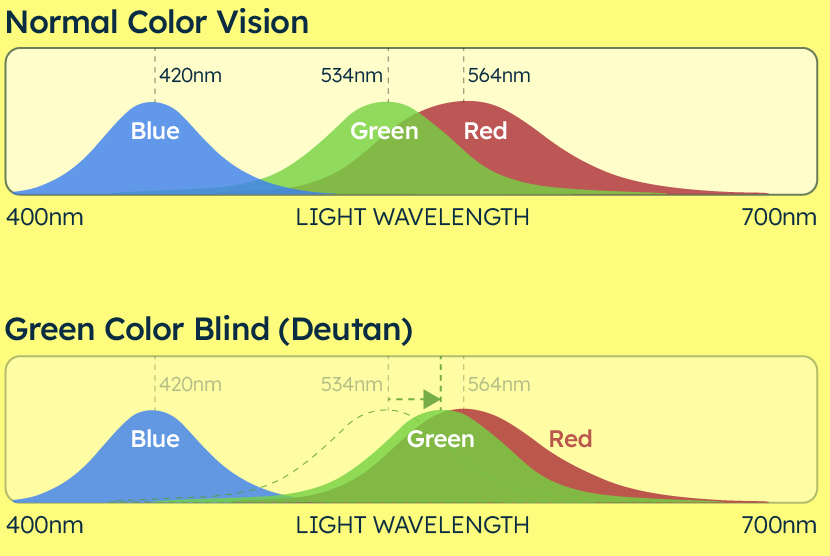 Normal Color Vision
420nm 534nm 564nm
Blue Green Red
400nm LIGHT WAVELENGTH 700nm
Green Color Blind (Deutan)
420nm 534nm 564nm
Blue Green Red
400nm LIGHT WAVELENGTH 700nm